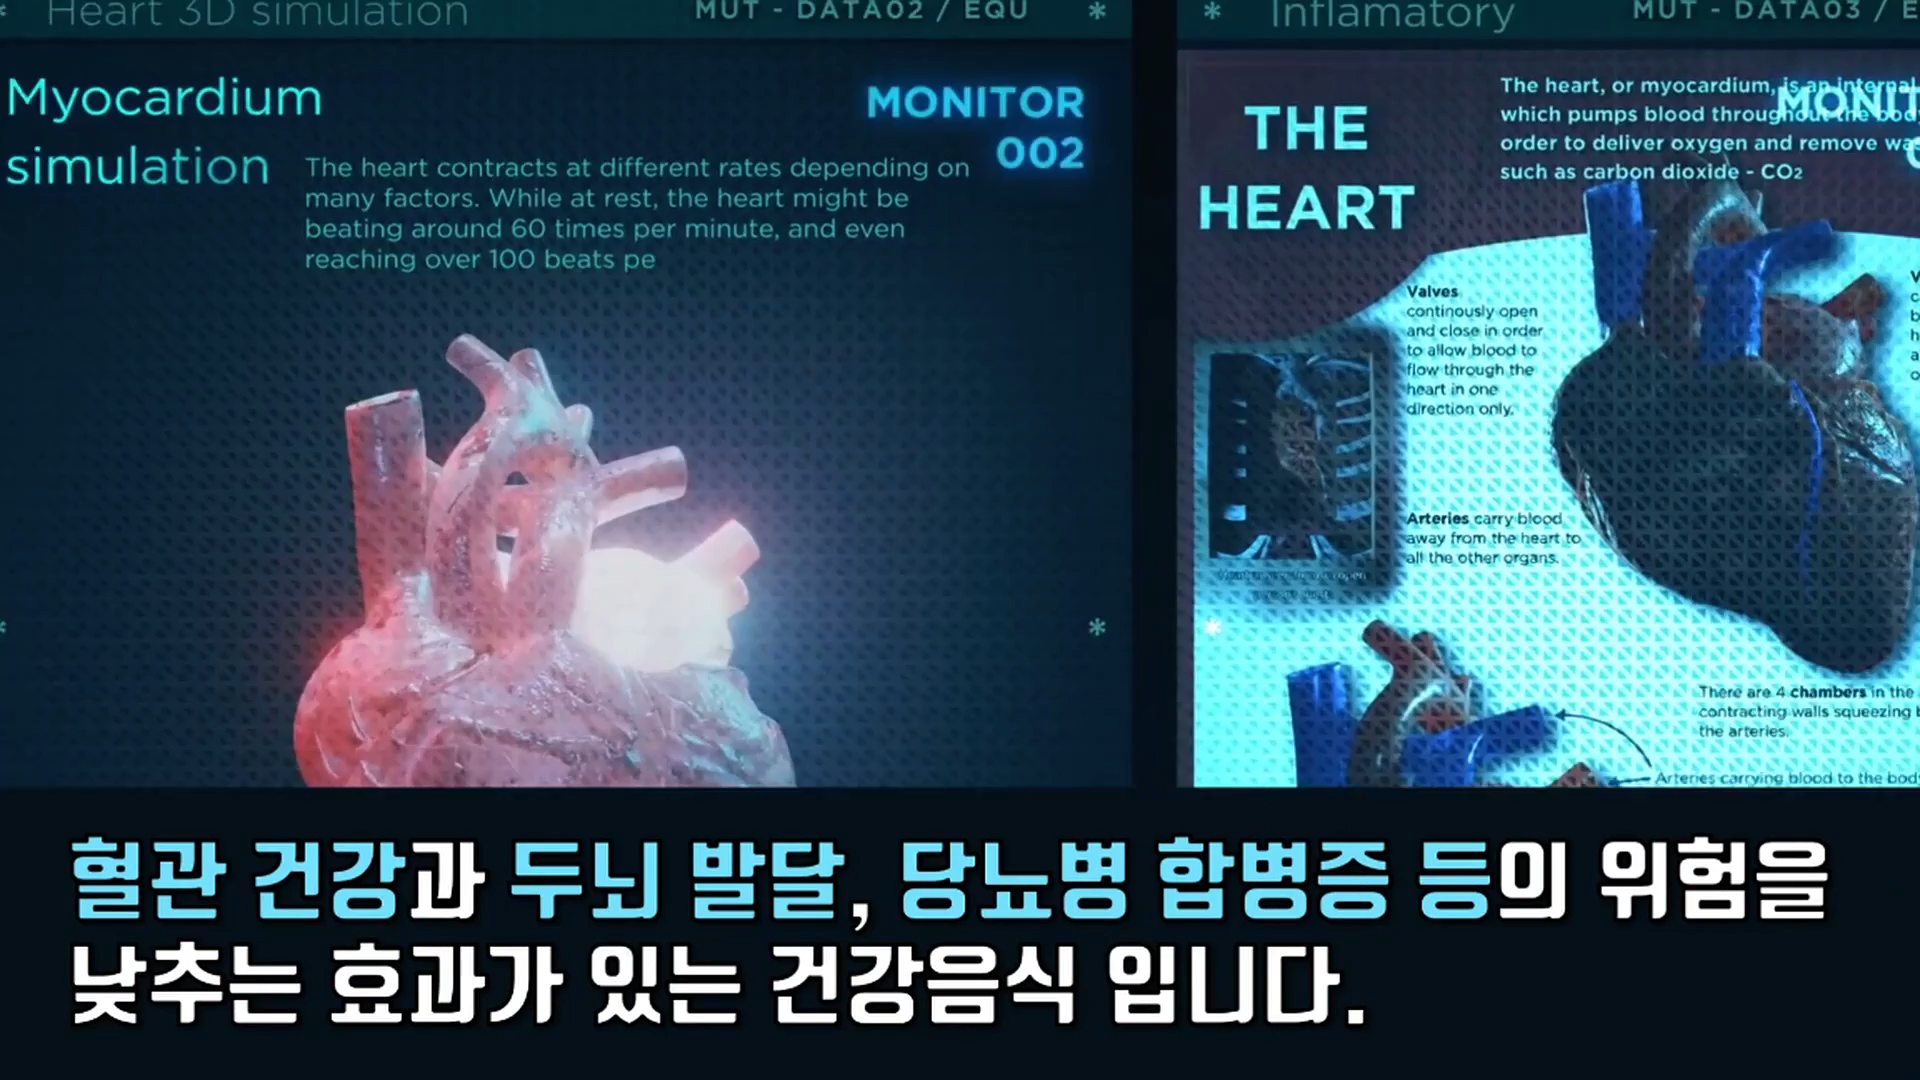 Heart 3D simulation
MUT - DATA02 / EQU
*
Myocardium
simulation
MONITOR
002
The heart contracts at different rates depending on
many factors. While at rest, the heart might be
beating around 60 times per minute, and even
reaching over 100 beats pe
*
* Inflamatory
MUT - DATA03 /
THE
HEART
The heart, or myocardium, is an internal
which pumps blood throughout the
order to deliver oxygen and remove
such as carbon dioxide - CO₂
Valves
continously open
and close in order
to allow blood to
flow through the
heart in one
direction only.
Arteries carry blood
away from the heart to
all the other organs.
*
There are 4 chambers in the
contracting walls squeezing
the arteries.
Arteries carrying blood to the
혈관 건강과 두뇌 발달, 당뇨병 합병증 등의 위험을
낮추는 효과가 있는 건강음식 입니다.